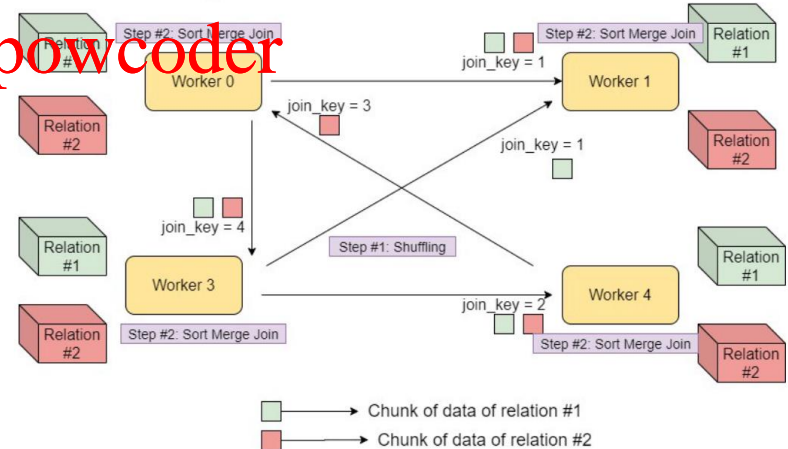 Relation
#
powcoder
Step #2: Sort Merge Join
Worker 0
Step #2: Sort Merge Join
Relation
#1
join_key = 1
Worker 1
join_key = 3
Relation
#2
Relation
#2
join_key = 1
join_key = 4
Step #1: Shuffling
Relation
#1
Relation
#1
Worker 3
Worker 4
join_key = 2
Step #2: Sort Merge Join
Step #2: Sort Merge Join
Relation
#2
Relation
#2
Chunk of data of relation #1
Chunk of data of relation #2